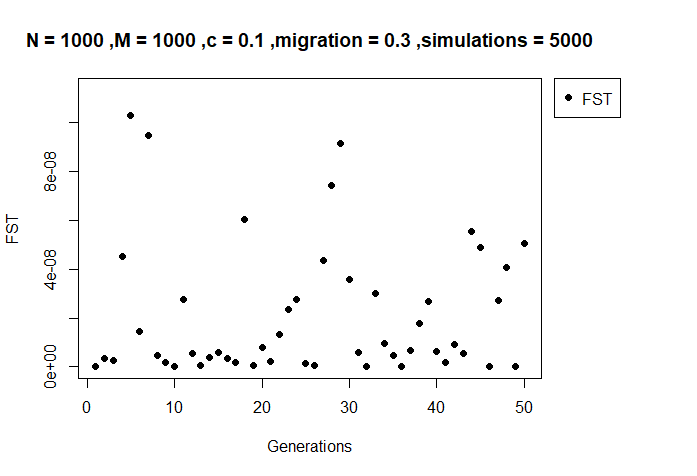 N = 1000 ,M = 1000 ,c = 0.1 ,migration = 0.3 ,simulations = 5000
FST
8e-08
4e-08
0e+00
FST
0 10 20 30 40 50
Generations